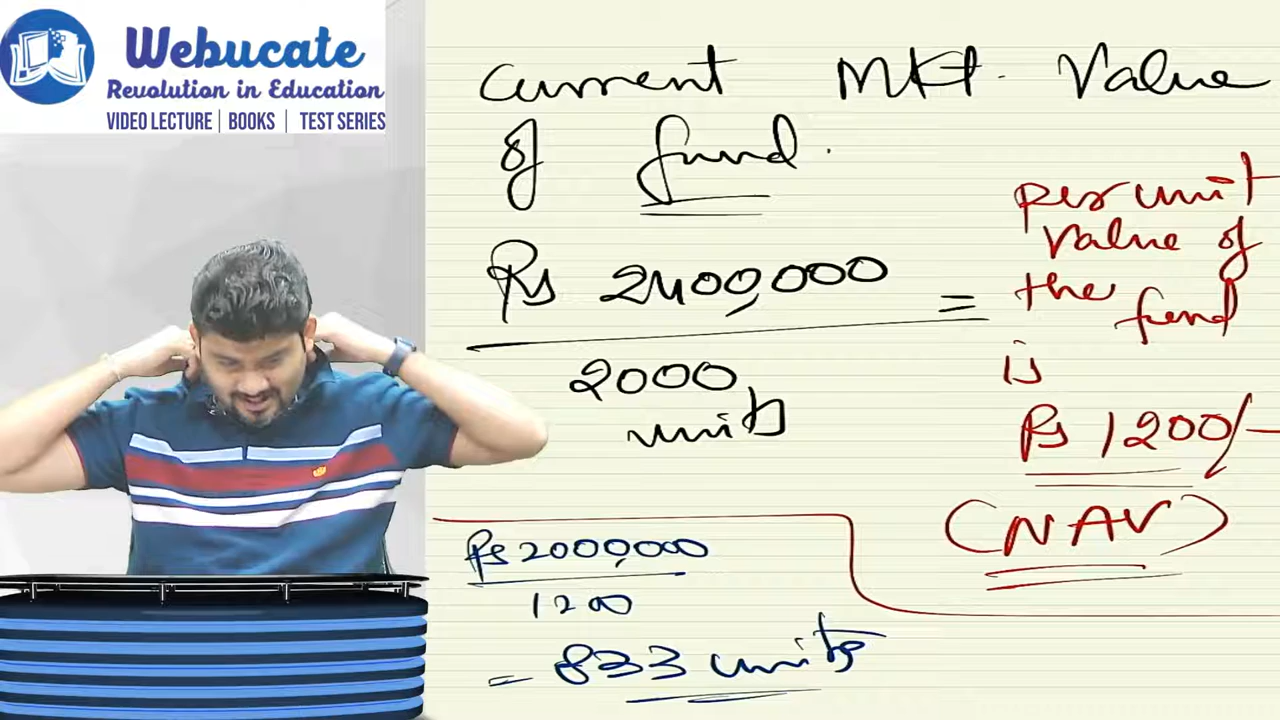 Webucate
Revolution in Education
VIDEO LECTURE | BOOKS | TEST SERIES
Current MKT. Value
of fund.
Rs 2400,000
2000
units
=
per unit
value of
the fund
is
Rs 1200/-
(NAV)
Rs 2000,000
1200
= 833 units